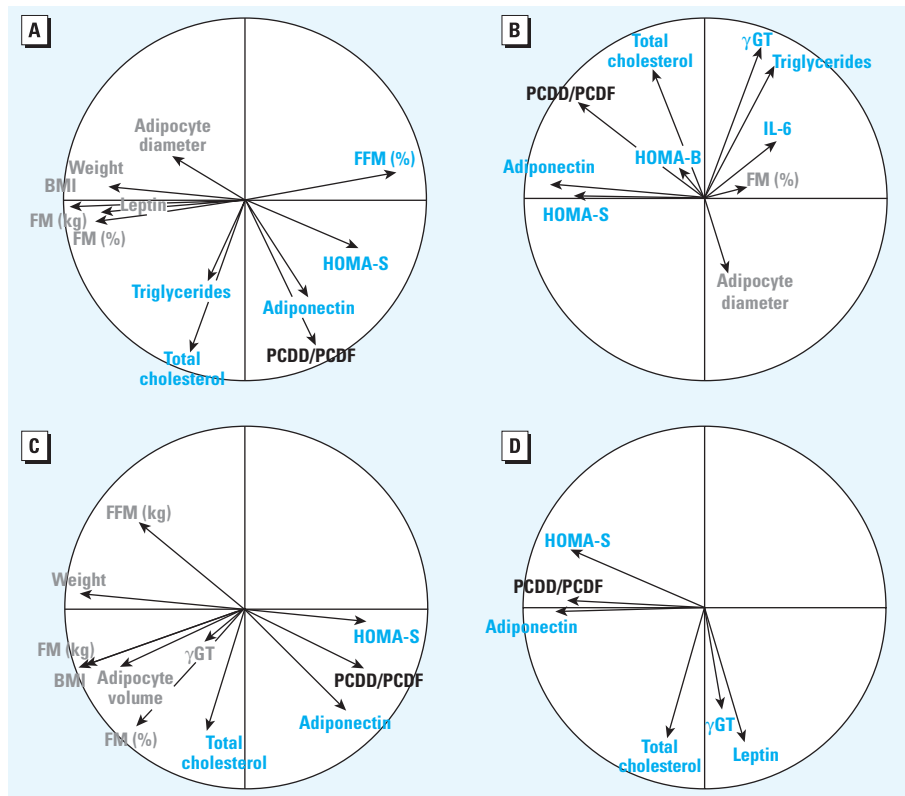 A
Adipocyte
diameter
Weight
BMI
Leptin
FM (kg)
FM (%)
FFM (%)
HOMA-S
Triglycerides
Adiponectin
PCDD/PCDF
Total
cholesterol
B
γGT
Total
cholesterol
Triglycerides
PCDD/PCDF
IL-6
HOMA-B
Adiponectin
FM (%)
HOMA-S
Adipocyte
diameter
C
FFM (kg)
Weight
HOMA-S
FM (kg)
γGT
BMI
Adipocyte
volume
PCDD/PCDF
Adiponectin
FM (%)
Total
cholesterol
D
HOMA-S
PCDD/PCDF
Adiponectin
γGT
Total
cholesterol
Leptin